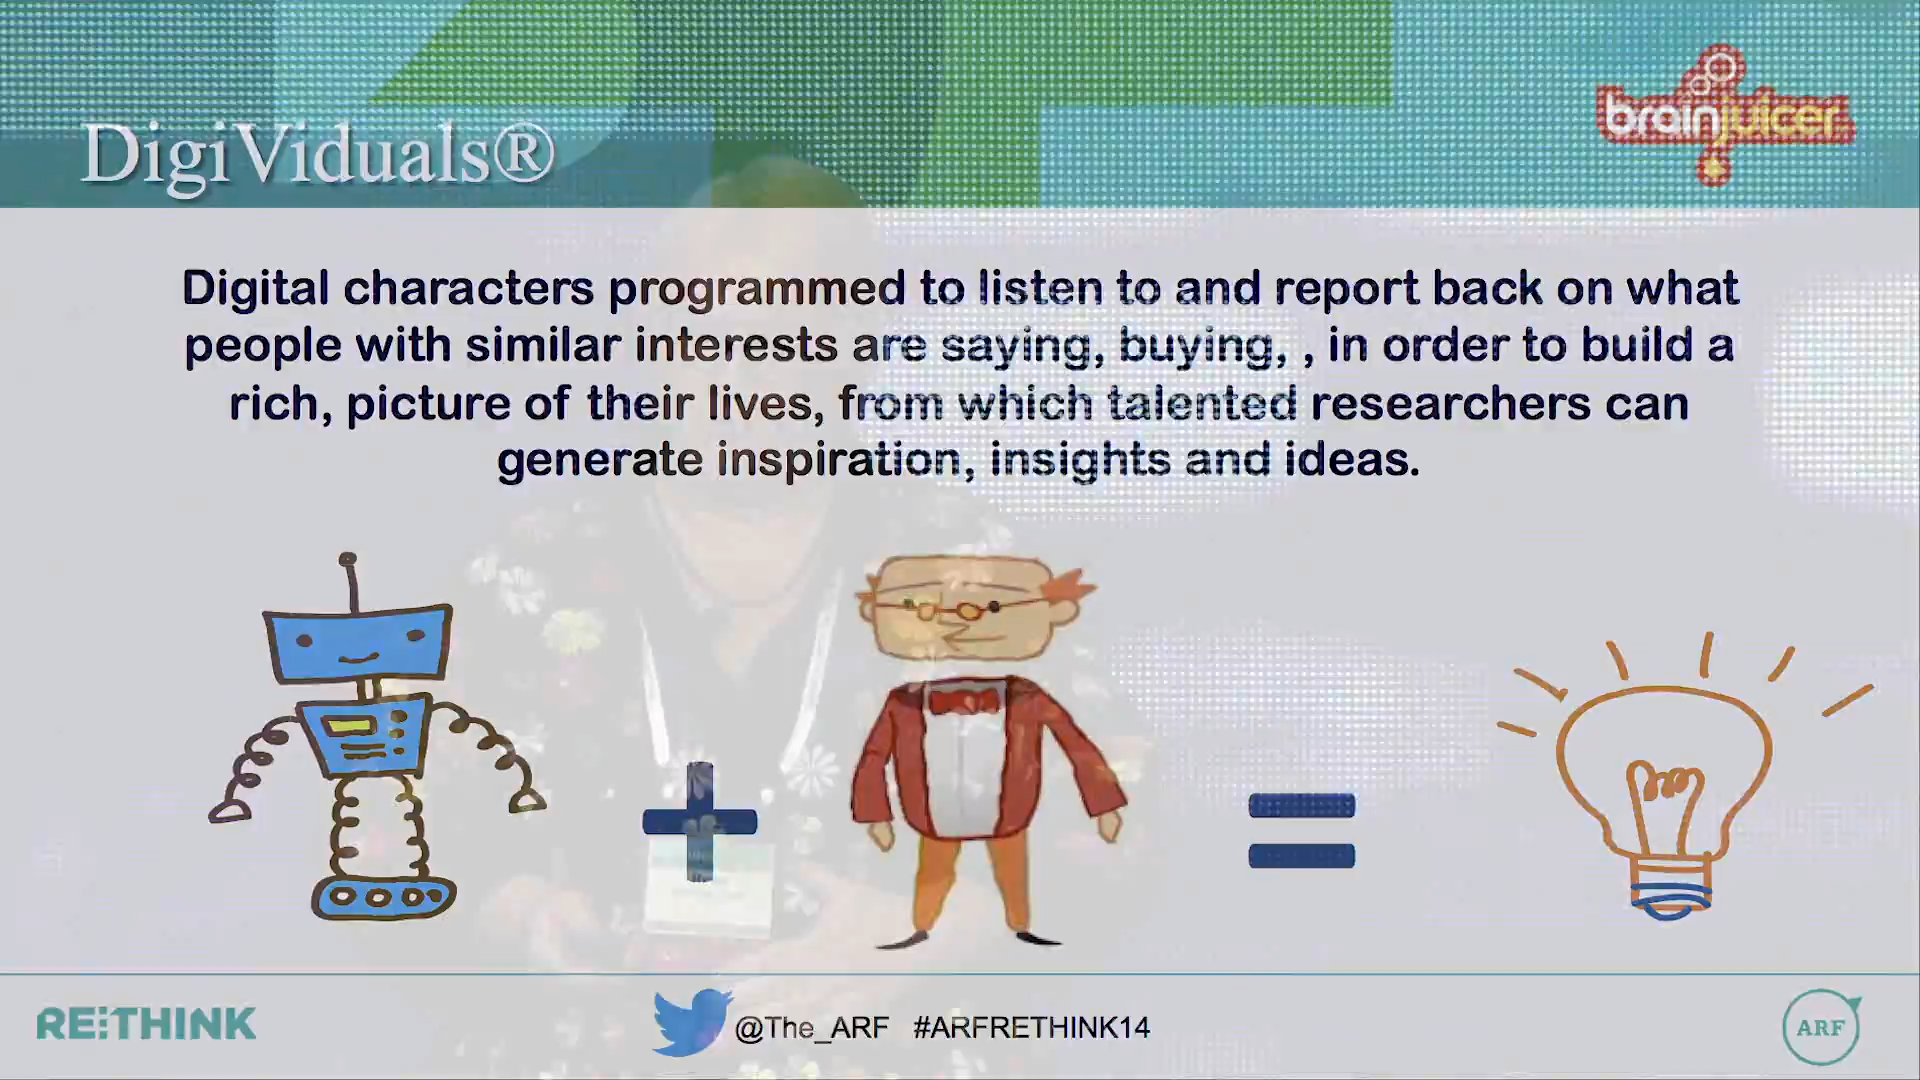 DigiViduals®
brainjuicer
Digital characters programmed to listen to and report back on what
people with similar interests are saying, buying, , in order to build a
rich, picture of their lives, from which talented researchers can
generate inspiration, insights and ideas.
RE:THINK
@The_ARF #ARFRETHINK14
ARF